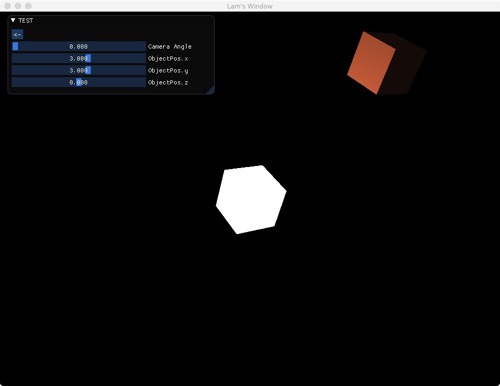 Lam's Window
TEST
<-
0.000 Camera Angle
3.000 ObjectPos.x
3.000 ObjectPos.y
0.000 ObjectPos.z